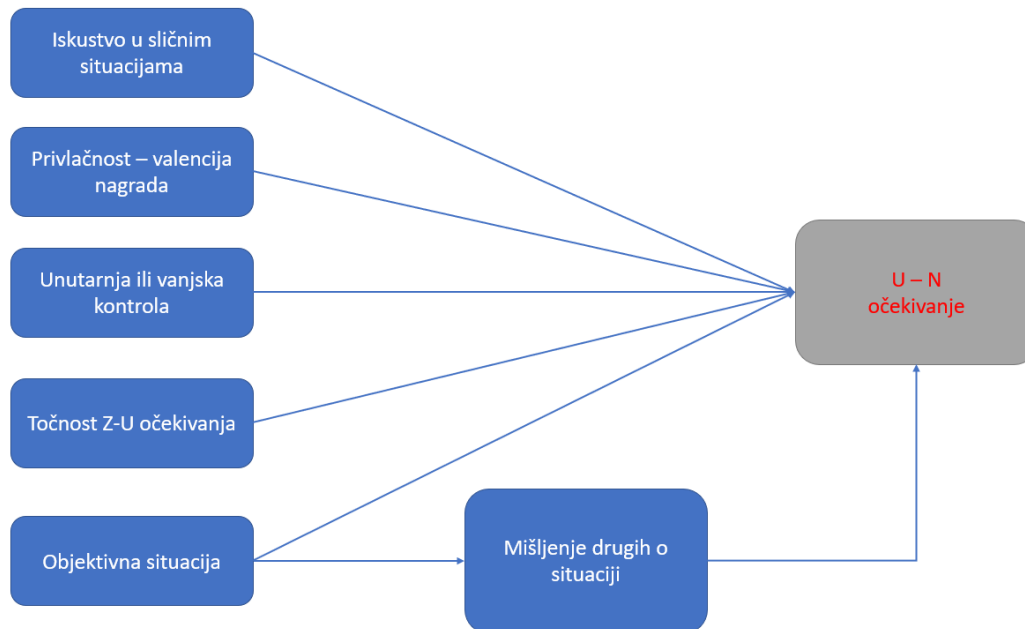 Iskustvo u sličnim
situacijama
Privlačnost – valencija
nagrada
Unutarnja ili vanjska
kontrola
U – N
očekivanje
Točnost Z-U očekivanja
Objektivna situacija
Mišljenje drugih o
situaciji